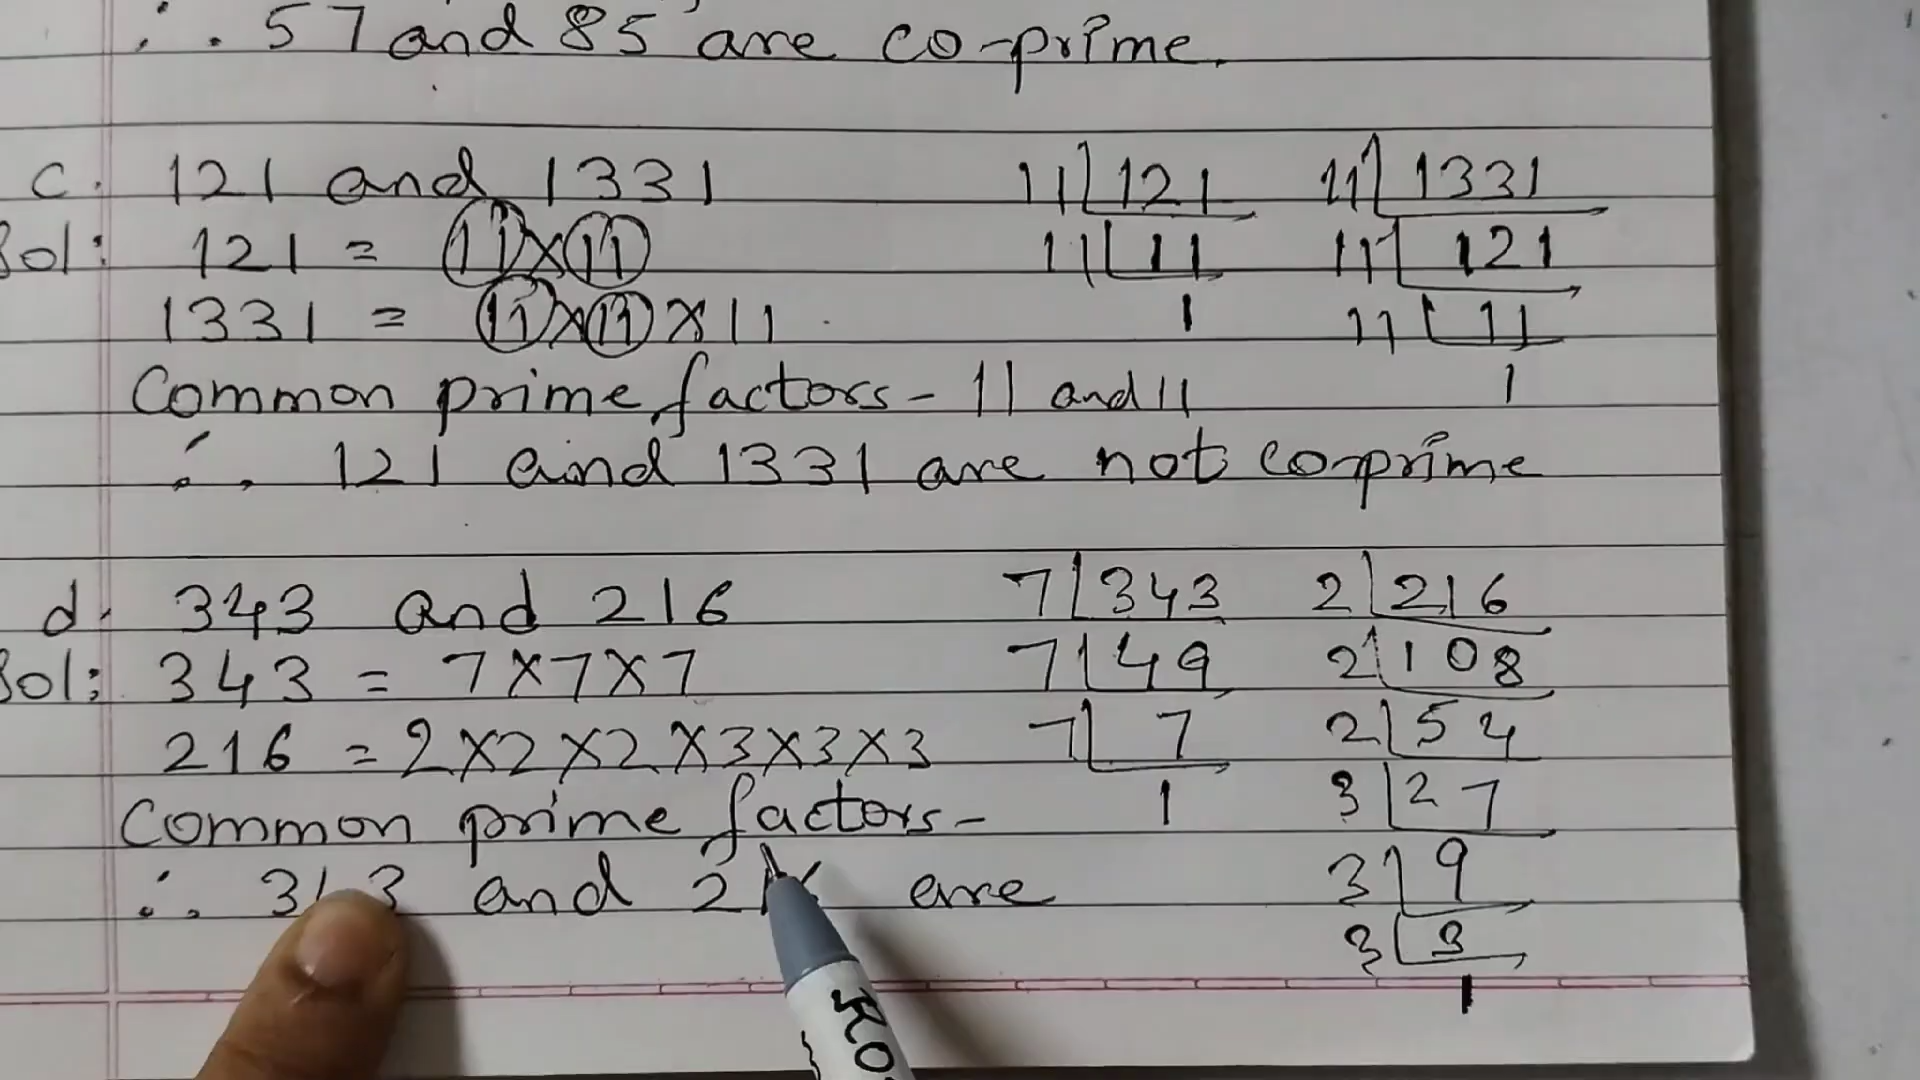 ∴ 57 and 85 are co-prime.
c. 121 and 1331
Sol: 121 = 11×11
1331 = 11×11×11
Common prime factors - 11 and 11
∴ 121 and 1331 are not co-prime
11 | 121
11 | 11
1
11 | 1331
11 | 121
11 | 11
1
d. 343 and 216
Sol: 343 = 7×7×7
216 = 2×2×2×3×3×3
Common prime factors -
∴ 343 and are
7 | 343
7 | 49
7 | 7
1
2 | 216
2 | 108
2 | 54
3 | 27
3 | 9
3 | 3
1